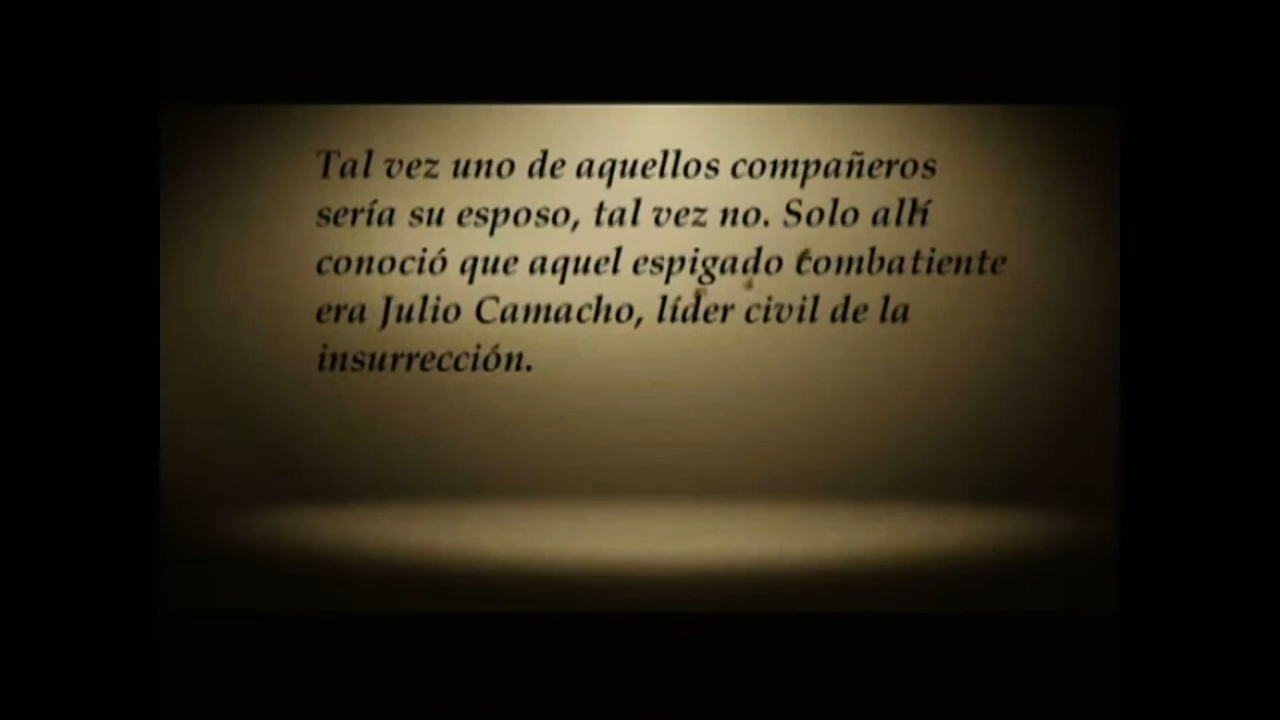 Tal vez uno de aquellos compañeros
sería su esposo, tal vez no. Solo allí
conoció que aquel espigado combatiente
era Julio Camacho, líder civil de la
insurrección.